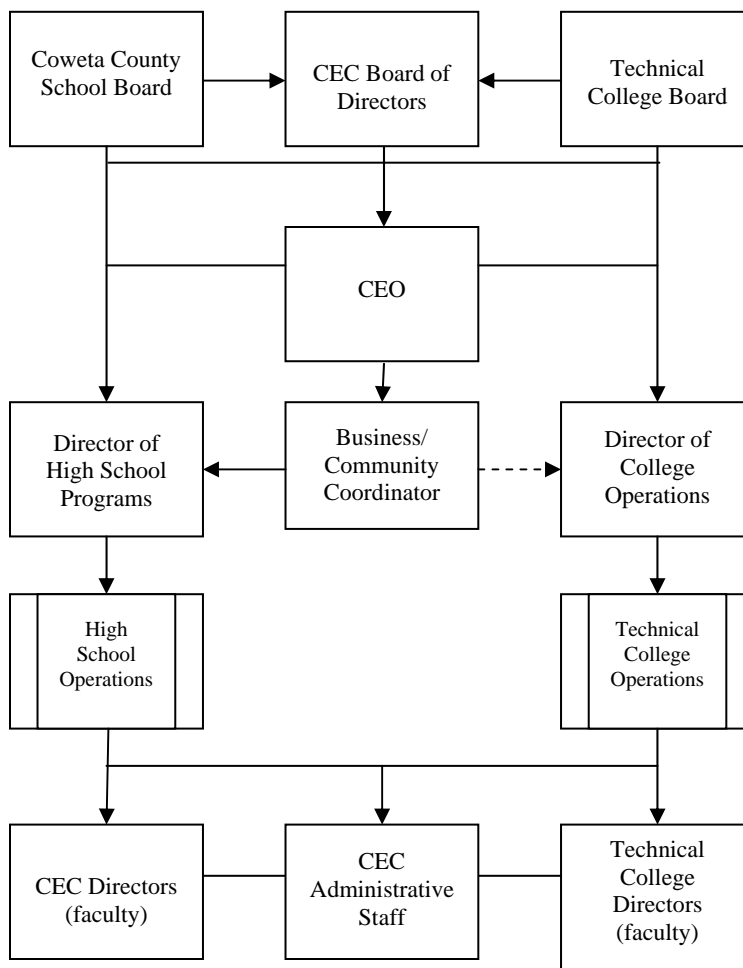 Coweta County
School Board
CEC Board of
Directors
Technical
College Board
CEO
Director of
High School
Programs
Business/
Community
Coordinator
Director of
College
Operations
High
School
Operations
Technical
College
Operations
CEC Directors
(faculty)
CEC
Administrative
Staff
Technical
College
Directors
(faculty)